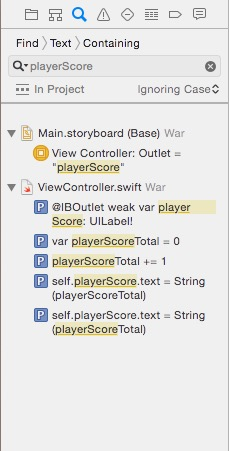 Find > Text > Containing
playerScore
In Project
Ignoring Case
Main.storyboard (Base) War
View Controller: Outlet =
"playerScore"
ViewController.swift War
P @IBOutlet weak var player
Score: UILabel!
P var playerScoreTotal = 0
P playerScoreTotal += 1
P self.playerScore.text = String
(playerScoreTotal)
P self.playerScore.text = String
(playerScoreTotal)